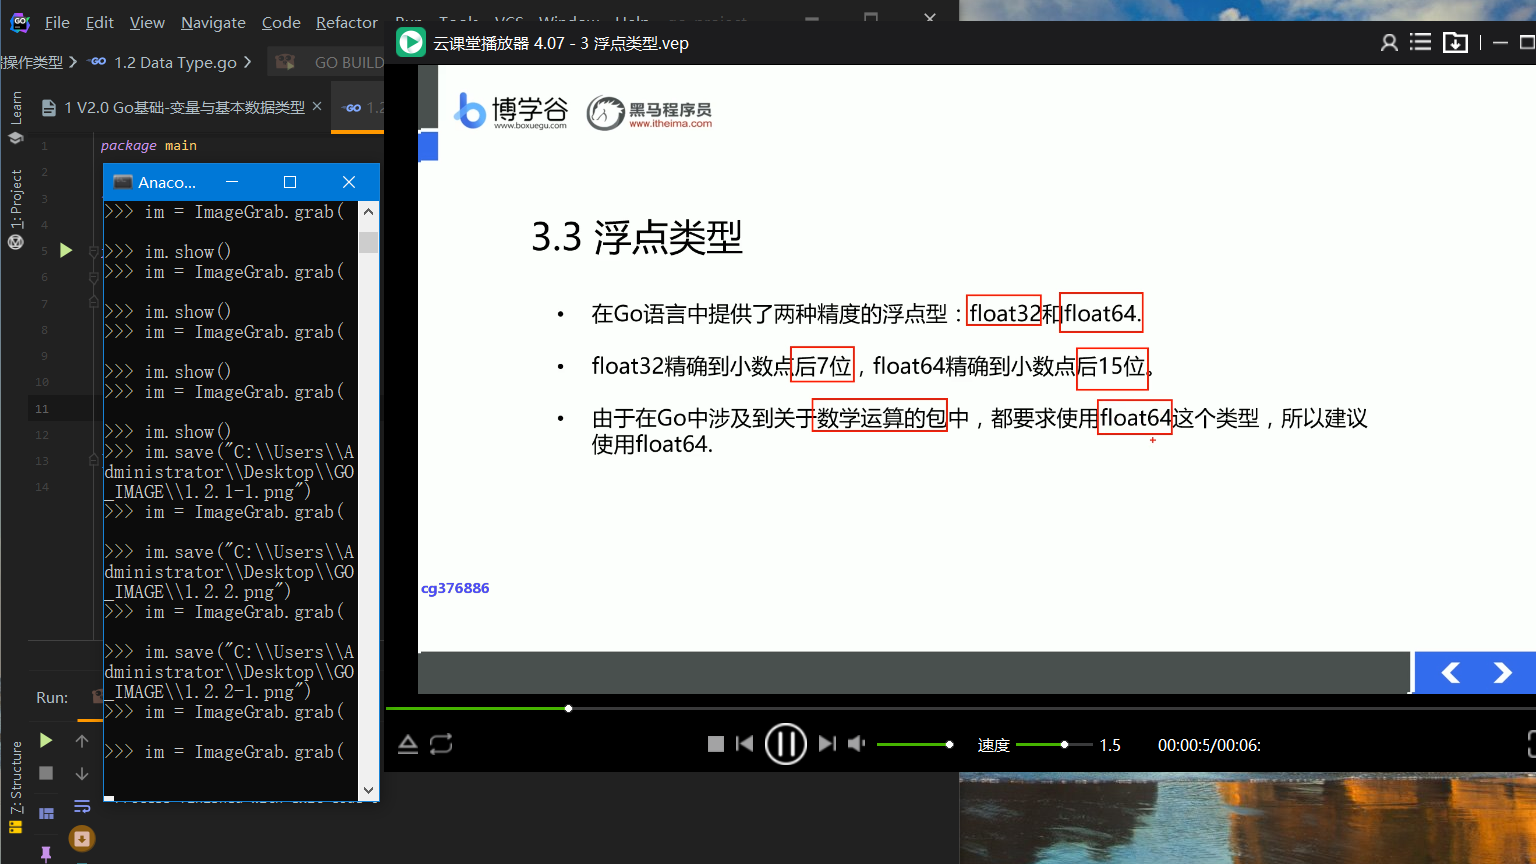 File Edit View Navigate Code Refactor
云课堂播放器 4.07 - 3 浮点类型.vep
操作类型 1.2 Data Type.go GO BUILD
1 V2.0 Go基础-变量与基本数据类型 1.2
Learn
1: Project
Z: Structure
1 package main
2
3
4
5
6
7
8
9
10
11
12
13
14
Anaco...
>>> im = ImageGrab.grab(
>>> im.show()
>>> im = ImageGrab.grab(
>>> im.show()
>>> im = ImageGrab.grab(
>>> im.show()
>>> im = ImageGrab.grab(
>>> im.show()
>>> im.save("C:\\Users\\A
dministrator\\Desktop\\GO
_IMAGE\\1.2.1-1.png")
>>> im = ImageGrab.grab(
>>> im.save("C:\\Users\\A
dministrator\\Desktop\\GO
_IMAGE\\1.2.2.png")
>>> im = ImageGrab.grab(
>>> im.save("C:\\Users\\A
dministrator\\Desktop\\GO
_IMAGE\\1.2.2-1.png")
>>> im = ImageGrab.grab(
>>> im = ImageGrab.grab(
Run:
博学谷
www.boxuegu.com
黑马程序员
www.itheima.com
3.3 浮点类型
• 在Go语言中提供了两种精度的浮点型：float32和float64.
• float32精确到小数点后7位，float64精确到小数点后15位。
• 由于在Go中涉及到关于数学运算的包中，都要求使用float64这个类型，所以建议
使用float64.
cg376886
速度 1.5 00:00:5/00:06: